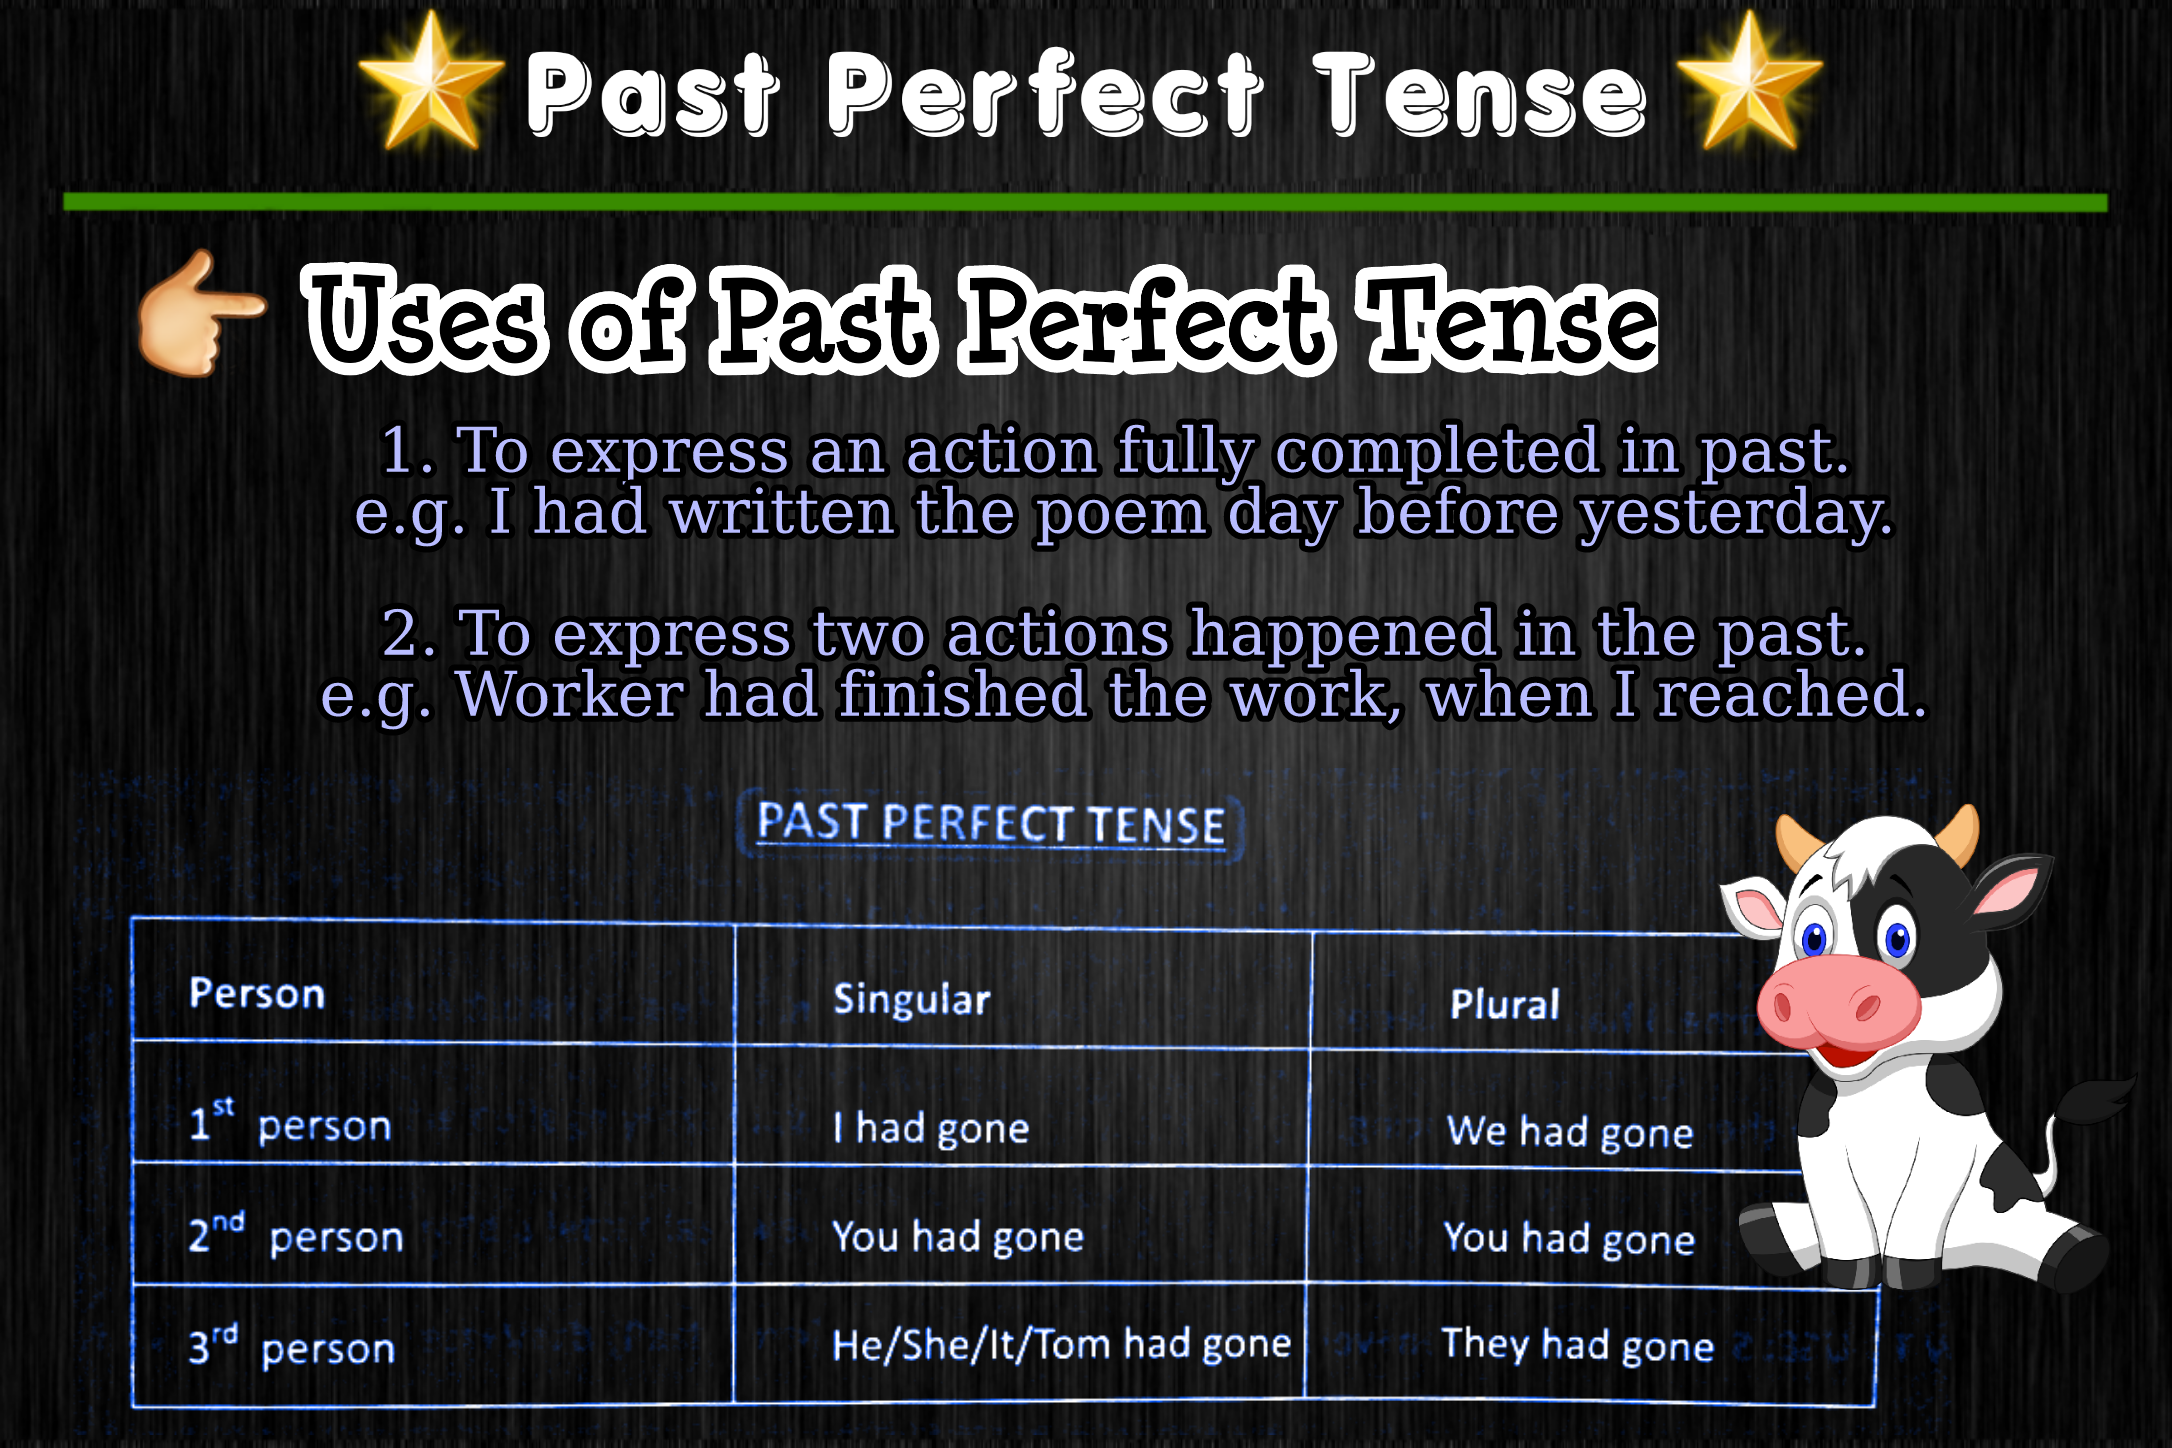 Past Perfect Tense
Uses of Past Perfect Tense
1. To express an action fully completed in past.
e.g. I had written the poem day before yesterday.
2. To express two actions happened in the past.
e.g. Worker had finished the work, when I reached.
PAST PERFECT TENSE
Person Singular Plural
1st person I had gone We had gone
2nd person You had gone You had gone
3rd person He/She/It/Tom had gone They had gone